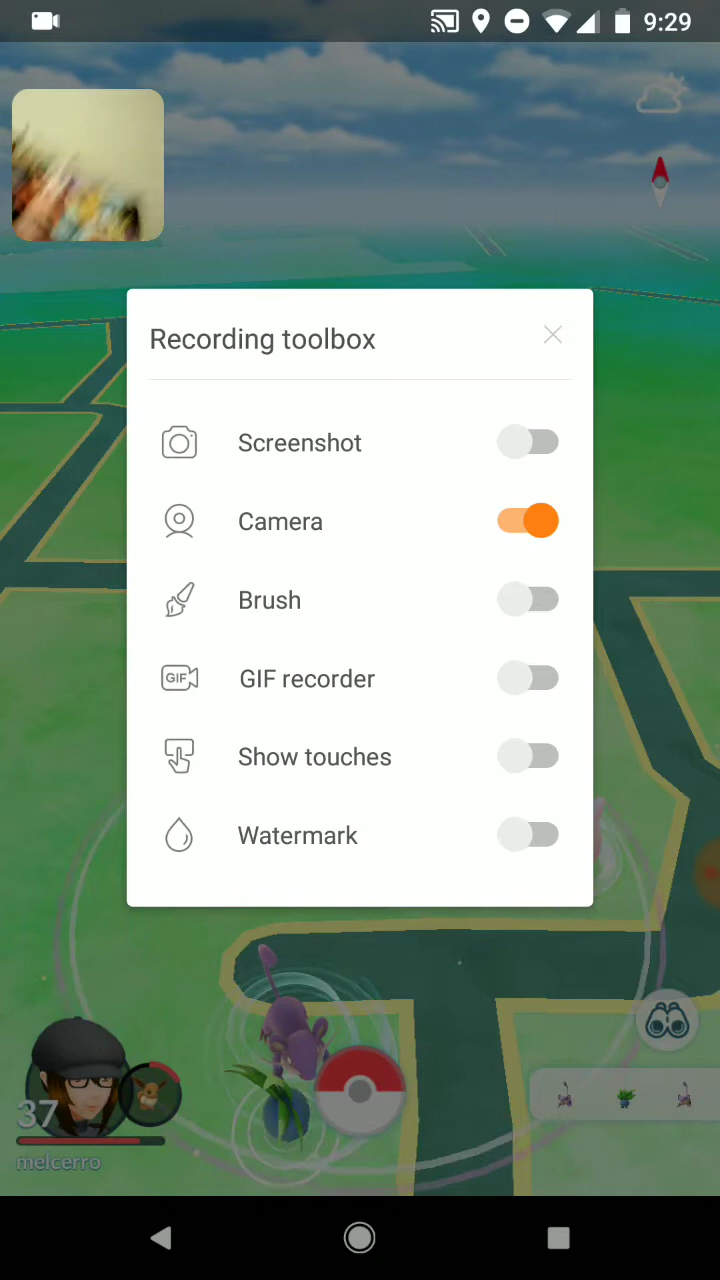 9:29
Recording toolbox
Screenshot
Camera
Brush
GIF
GIF recorder
Show touches
Watermark
37
melcerro